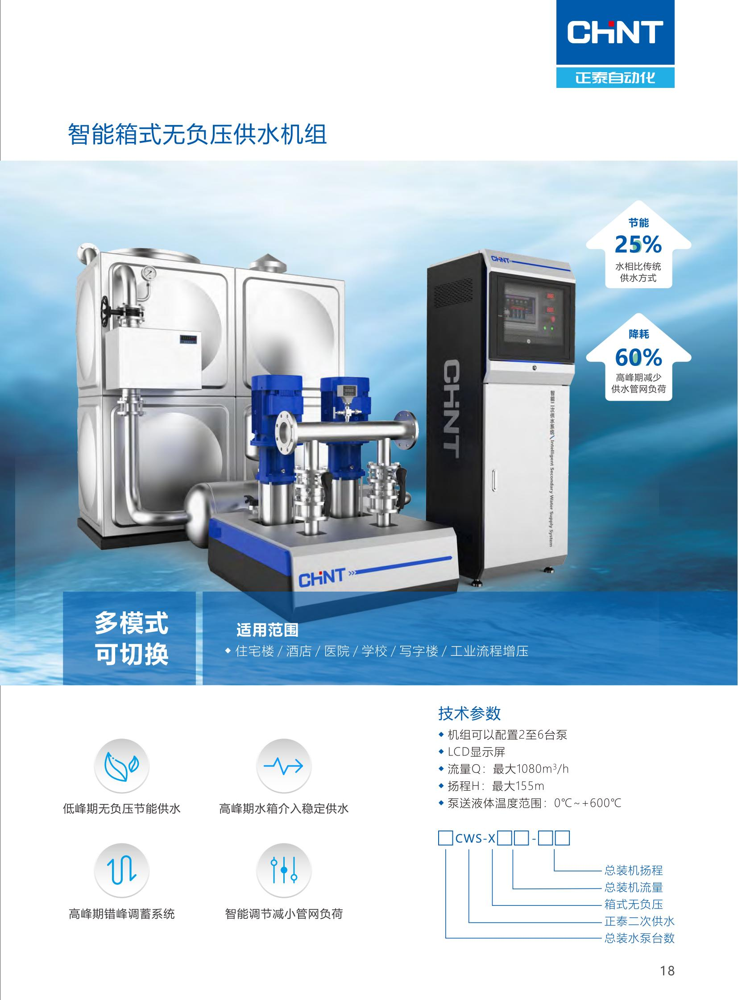 CHINT
正泰自动化
智能箱式无负压供水机组
节能
25%
水相比传统
供水方式
降耗
60%
高峰期减少
供水管网负荷
CHINT
CHINT
智能二次供水系统\Intelligent Secondary Water Supply System
CHINT
多模式
可切换
适用范围
住宅楼 / 酒店 / 医院 / 学校 / 写字楼 / 工业流程增压
低峰期无负压节能供水
高峰期水箱介入稳定供水
高峰期错峰调蓄系统
智能调节减小管网负荷
技术参数
机组可以配置2至6台泵
LCD显示屏
流量Q：最大1080m³/h
扬程H：最大155m
泵送液体温度范围：0℃~+600℃
□CWS-X□□-□□
总装机扬程
总装机流量
箱式无负压
正泰二次供水
总装水泵台数
18